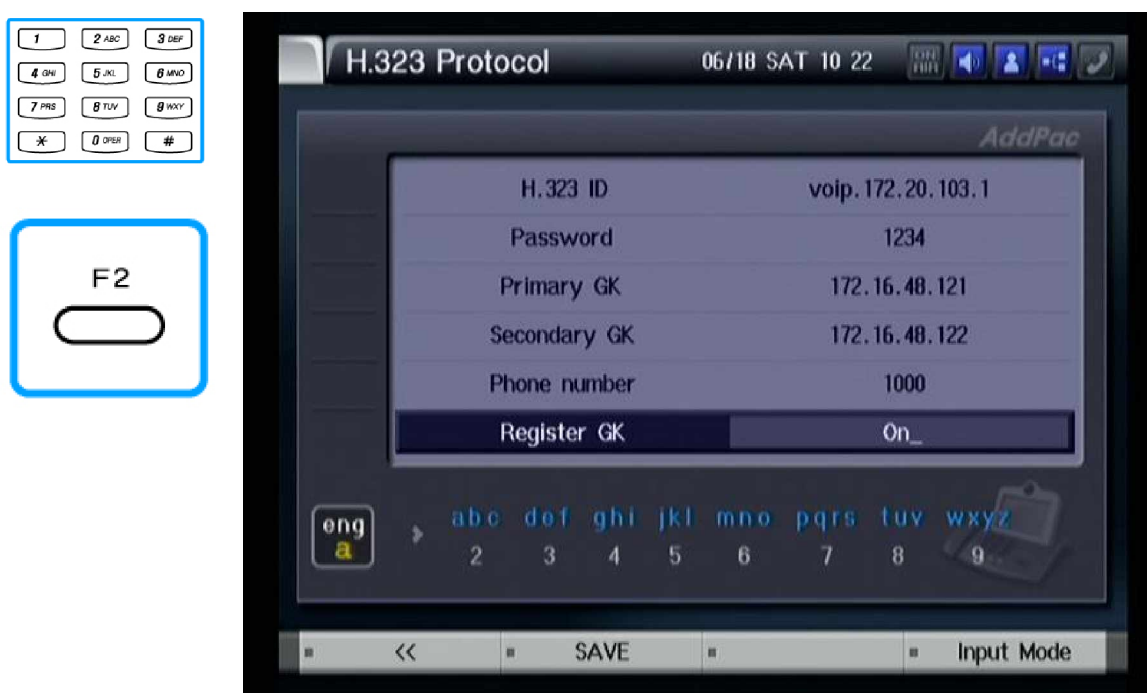 1 2 ABC 3 DEF
4 GHI 5 JKL 6 MNO
7 PRS 8 TUV 9 WXY
* 0 OPER #
F2
H.323 Protocol 06/18 SAT 10 22
AddPac
H.323 ID voip.172.20.103.1
Password 1234
Primary GK 172.16.48.121
Secondary GK 172.16.48.122
Phone number 1000
Register GK On_
eng
a
abc def ghi jkl mno pqrs tuv wxyz
2 3 4 5 6 7 8 9
<< SAVE Input Mode